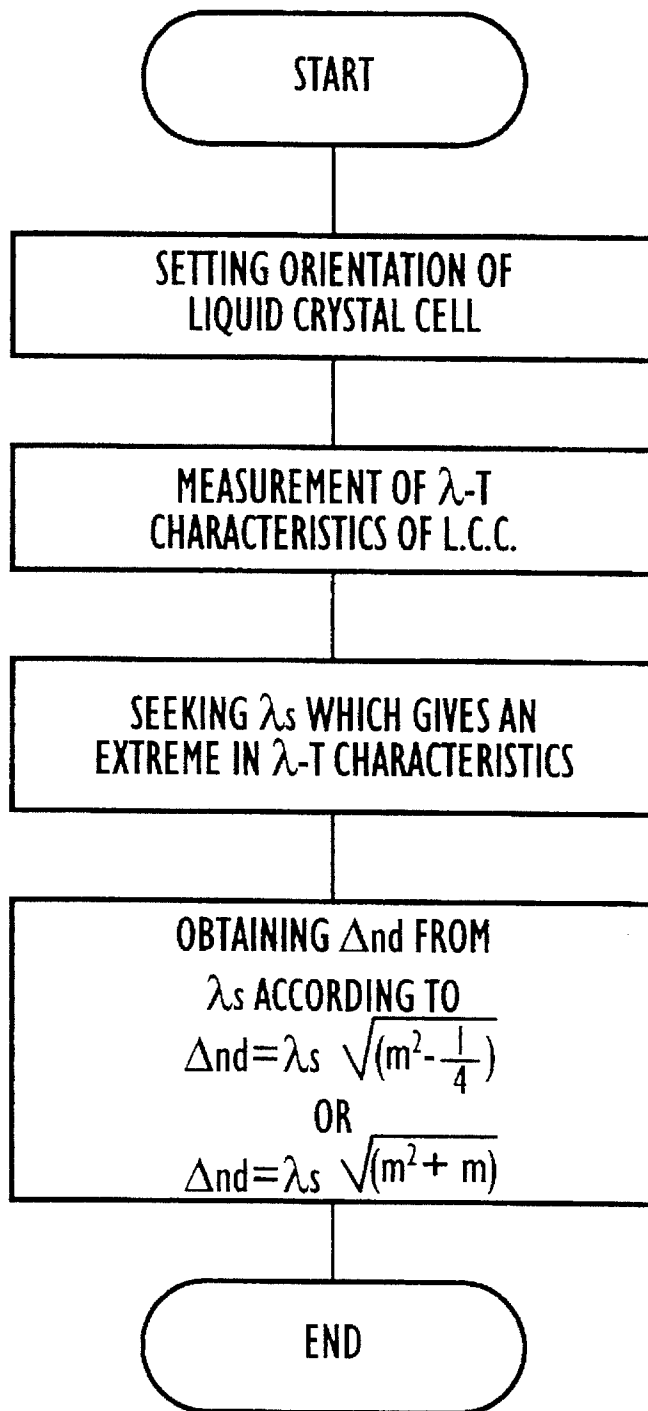 START
SETTING ORIENTATION OF
LIQUID CRYSTAL CELL
MEASUREMENT OF λ-T
CHARACTERISTICS OF L.C.C.
SEEKING λs WHICH GIVES AN
EXTREME IN λ-T CHARACTERISTICS
OBTAINING Δnd FROM
λs ACCORDING TO
Δnd=λs √(m²-1/4)
OR
Δnd=λs √(m²+ m)
END